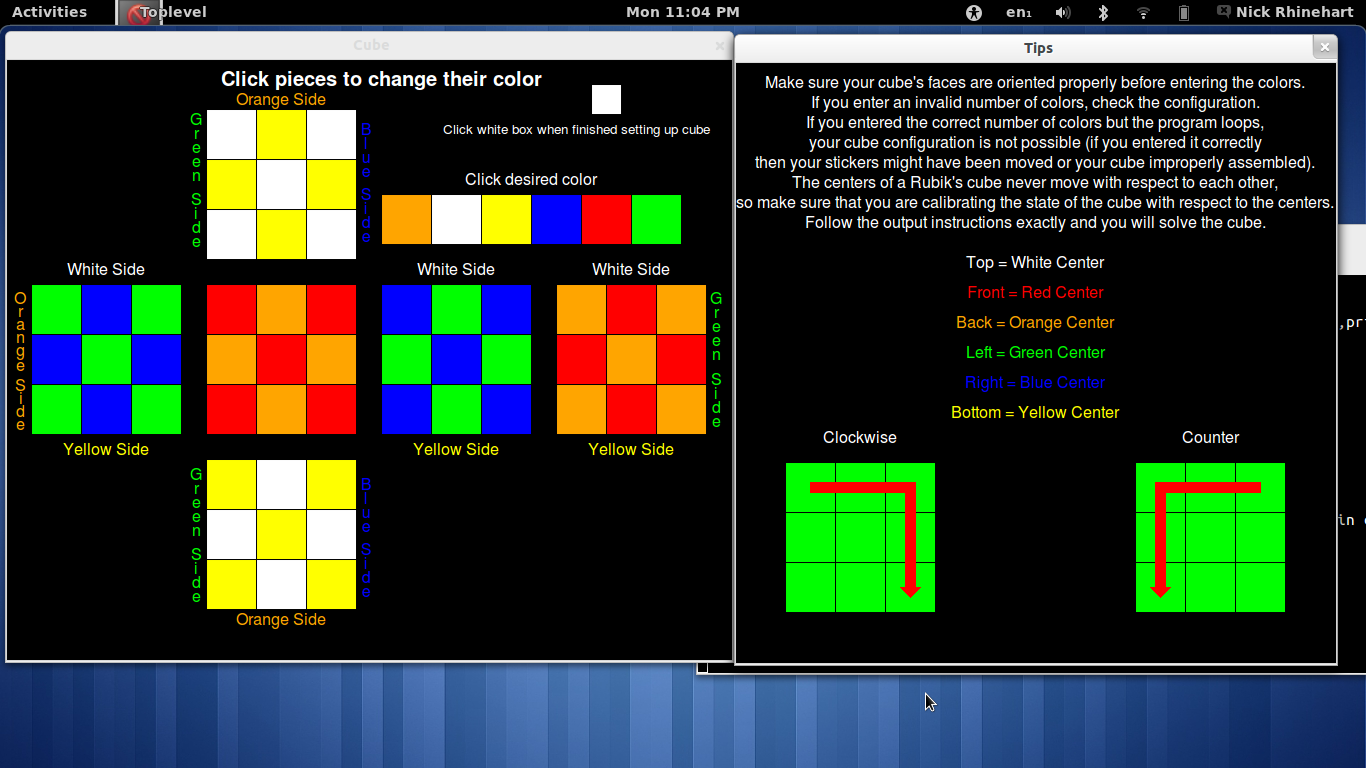 Activities
Toplevel
Mon 11:04 PM
en₁
Nick Rhinehart
Cube
Click pieces to change their color
Orange Side
Green Side
Blue Side
Click white box when finished setting up cube
Click desired color
White Side
White Side
White Side
Orange Side
Green Side
Yellow Side
Yellow Side
Yellow Side
Green Side
Blue Side
Orange Side
Tips
Make sure your cube's faces are oriented properly before entering the colors.
If you enter an invalid number of colors, check the configuration.
If you entered the correct number of colors but the program loops,
your cube configuration is not possible (if you entered it correctly
then your stickers might have been moved or your cube improperly assembled).
The centers of a Rubik's cube never move with respect to each other,
so make sure that you are calibrating the state of the cube with respect to the centers.
Follow the output instructions exactly and you will solve the cube.
Top = White Center
Front = Red Center
Back = Orange Center
Left = Green Center
Right = Blue Center
Bottom = Yellow Center
Clockwise
Counter